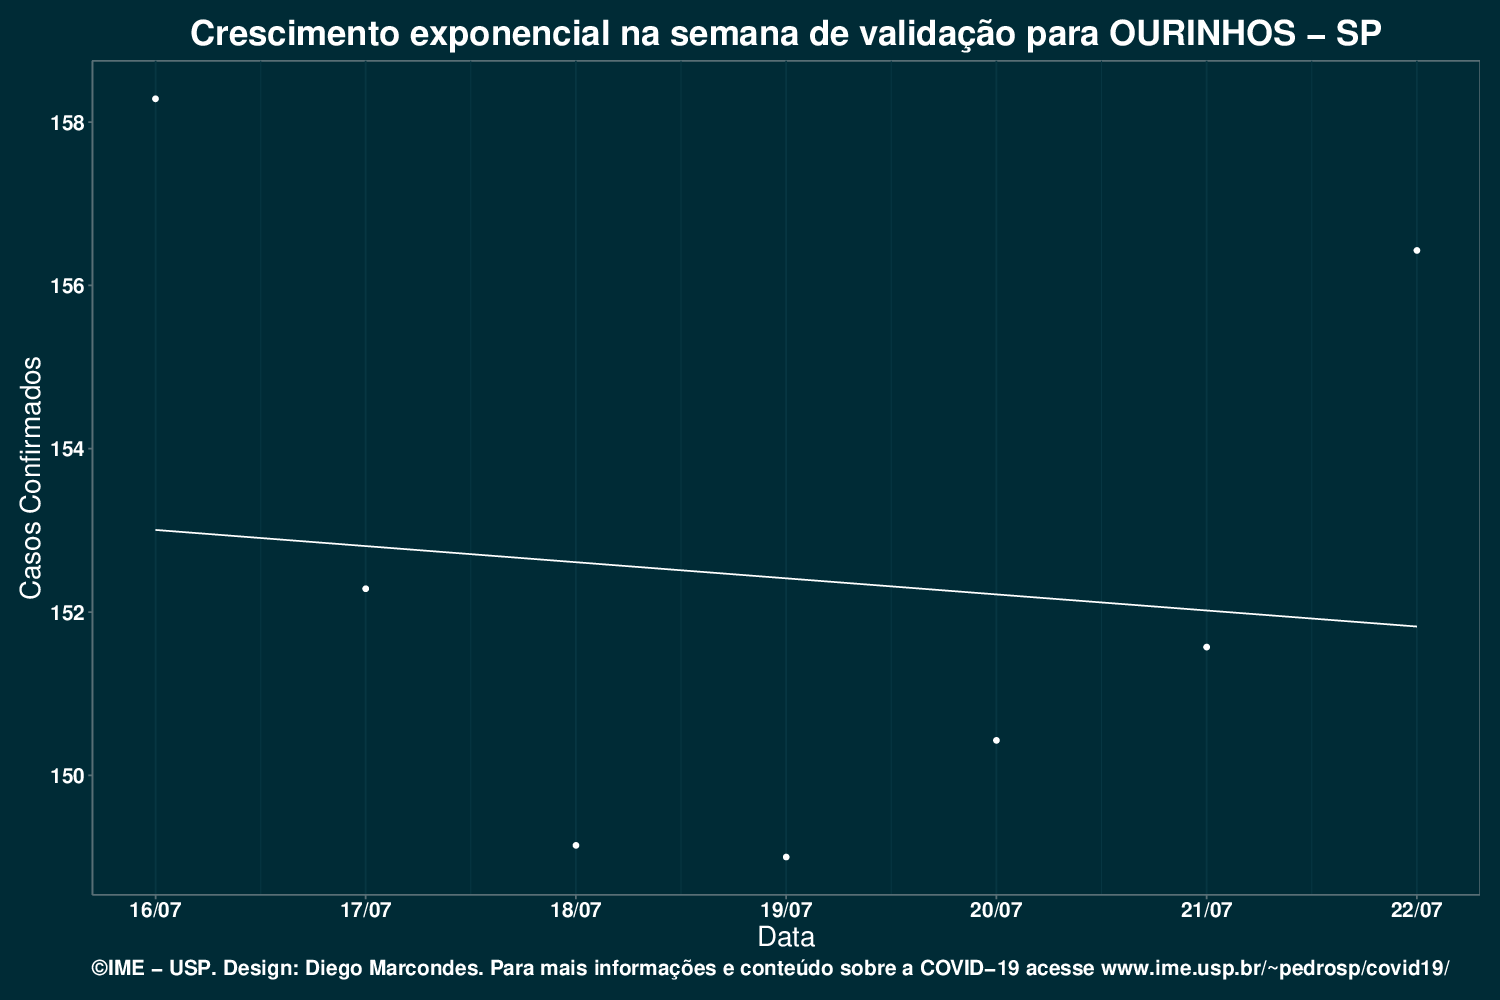 Crescimento exponencial na semana de validação para OURINHOS – SP
Casos Confirmados
158
156
154
152
150
16/07 17/07 18/07 19/07 20/07 21/07 22/07
Data
©IME – USP. Design: Diego Marcondes. Para mais informações e conteúdo sobre a COVID–19 acesse www.ime.usp.br/~pedrosp/covid19/